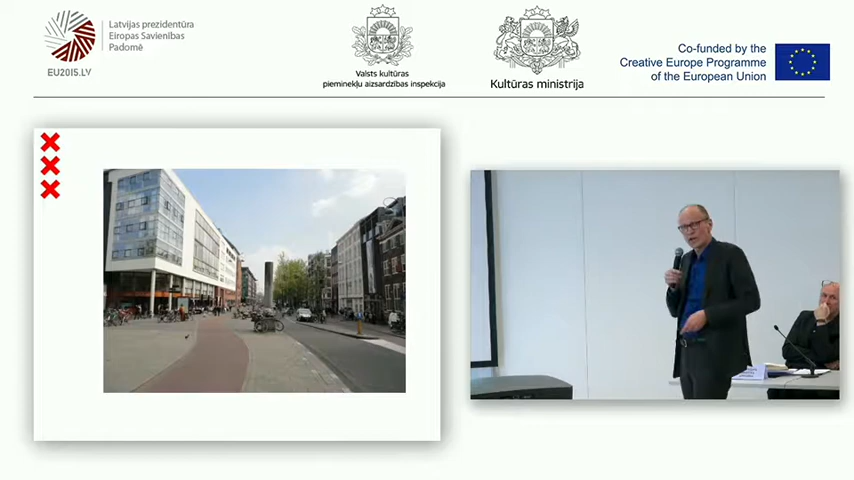 Latvijas prezidentūra
Eiropas Savienības
Padomē
EU2015.LV
Valsts kultūras
pieminekļu aizsardzības inspekcija
Kultūras ministrija
Co-funded by the
Creative Europe Programme
of the European Union